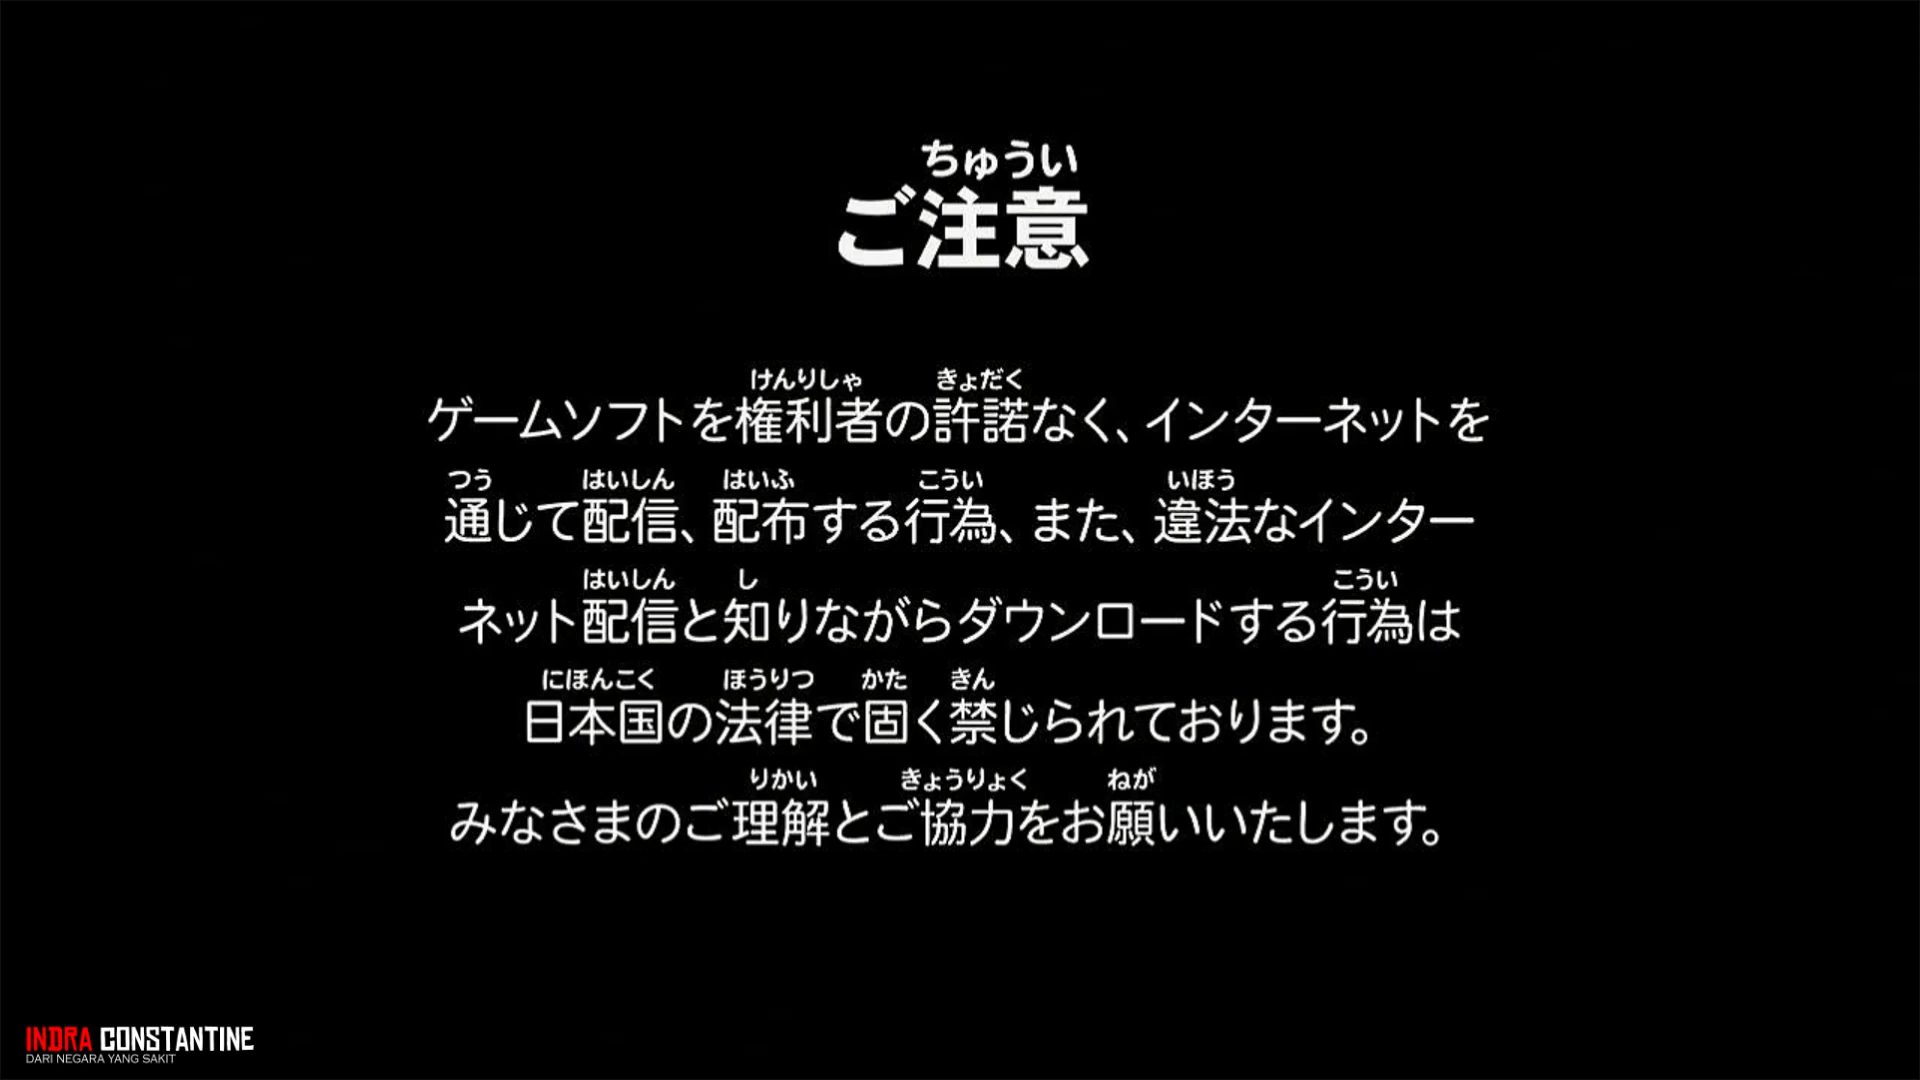 ちゅうい
ご注意
けんりしゃ きょだく
ゲームソフトを権利者の許諾なく、インターネットを
つう はいしん はいふ こうい いほう
通じて配信、配布する行為、また、違法なインター
はいしん し こうい
ネット配信と知りながらダウンロードする行為は
にほんこく ほうりつ かた きん
日本国の法律で固く禁じられております。
りかい きょうりょく ねが
みなさまのご理解とご協力をお願いいたします。
INDRA CONSTANTINE
DARI NEGARA YANG SAKIT